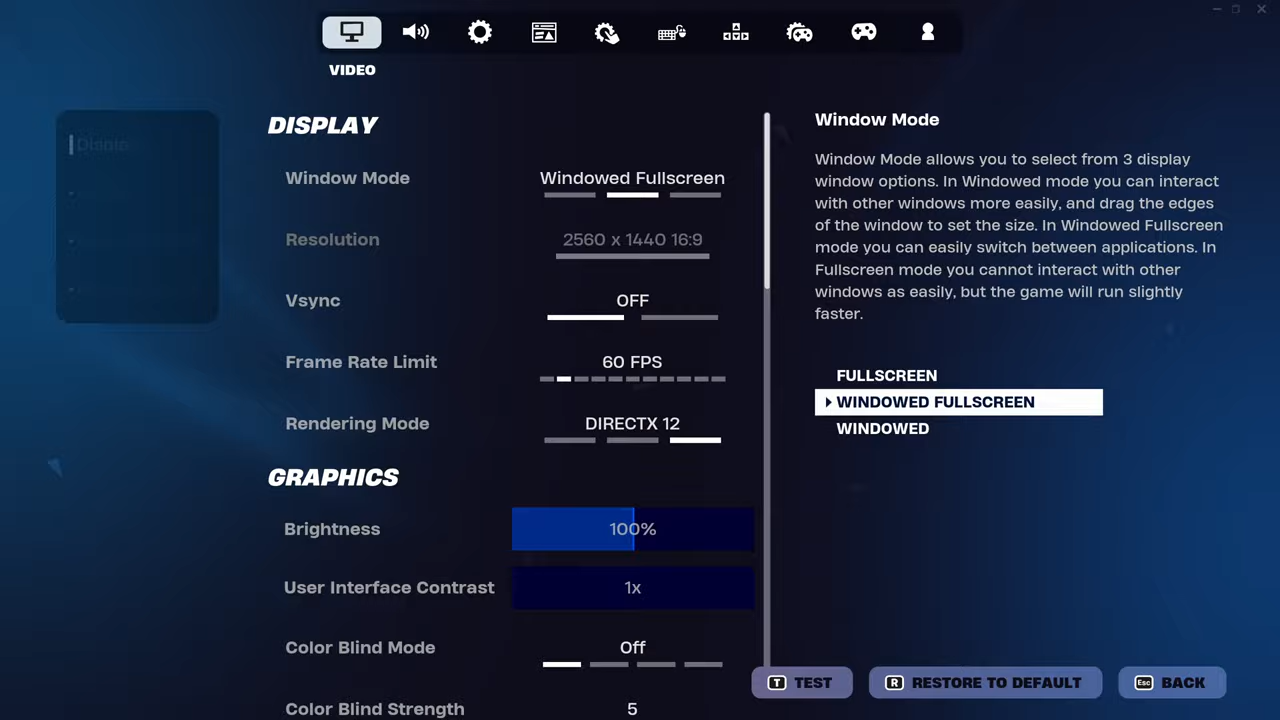 VIDEO
Display
DISPLAY
Window Mode
Windowed Fullscreen
Resolution
2560 x 1440 16:9
Vsync
OFF
Frame Rate Limit
60 FPS
Rendering Mode
DIRECTX 12
GRAPHICS
Brightness
100%
User Interface Contrast
1x
Color Blind Mode
Off
Color Blind Strength
5
Window Mode
Window Mode allows you to select from 3 display
window options. In Windowed mode you can interact
with other windows more easily, and drag the edges
of the window to set the size. In Windowed Fullscreen
mode you can easily switch between applications. In
Fullscreen mode you cannot interact with other
windows as easily, but the game will run slightly
faster.
FULLSCREEN
WINDOWED FULLSCREEN
WINDOWED
T TEST
R RESTORE TO DEFAULT
Esc BACK